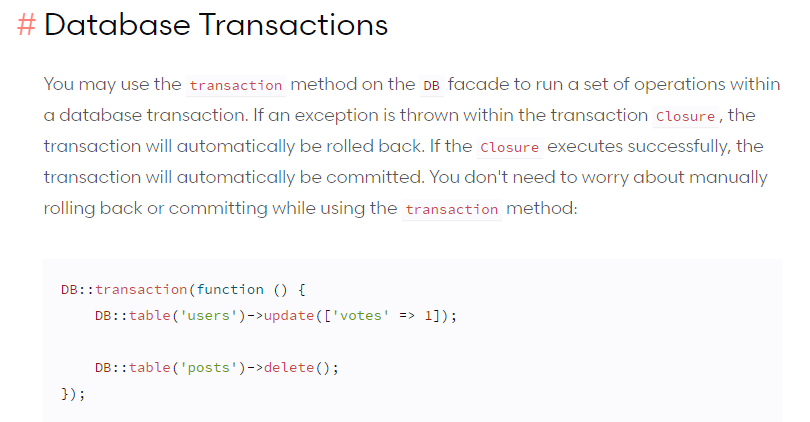 # Database Transactions
You may use the transaction method on the DB facade to run a set of operations within
a database transaction. If an exception is thrown within the transaction Closure, the
transaction will automatically be rolled back. If the Closure executes successfully, the
transaction will automatically be committed. You don't need to worry about manually
rolling back or committing while using the transaction method:
DB::transaction(function () {
    DB::table('users')->update(['votes' => 1]);
    DB::table('posts')->delete();
});